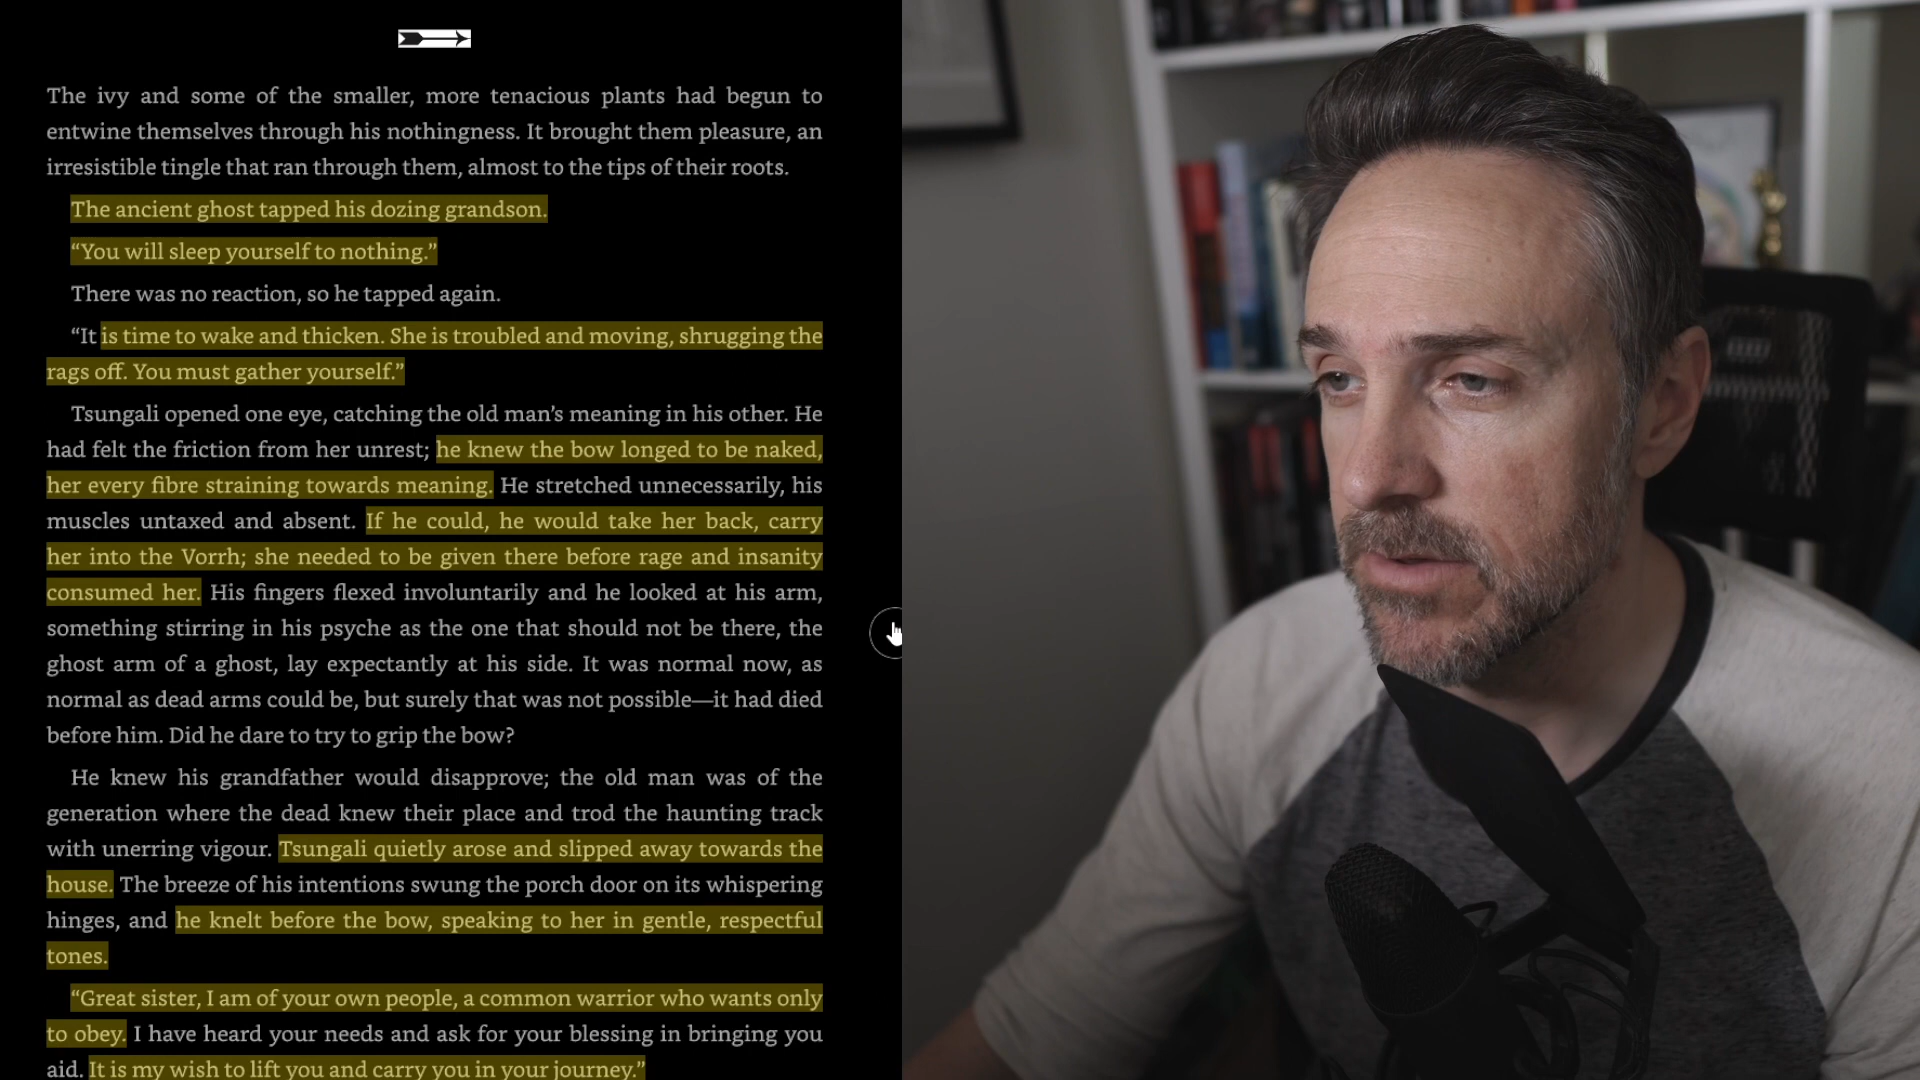 The ivy and some of the smaller, more tenacious plants had begun to
entwine themselves through his nothingness. It brought them pleasure, an
irresistible tingle that ran through them, almost to the tips of their roots.
The ancient ghost tapped his dozing grandson.
“You will sleep yourself to nothing.”
There was no reaction, so he tapped again.
“It is time to wake and thicken. She is troubled and moving, shrugging the
rags off. You must gather yourself.”
Tsungali opened one eye, catching the old man’s meaning in his other. He
had felt the friction from her unrest; he knew the bow longed to be naked,
her every fibre straining towards meaning. He stretched unnecessarily, his
muscles untaxed and absent. If he could, he would take her back, carry
her into the Vorrh; she needed to be given there before rage and insanity
consumed her. His fingers flexed involuntarily and he looked at his arm,
something stirring in his psyche as the one that should not be there, the
ghost arm of a ghost, lay expectantly at his side. It was normal now, as
normal as dead arms could be, but surely that was not possible—it had died
before him. Did he dare to try to grip the bow?
He knew his grandfather would disapprove; the old man was of the
generation where the dead knew their place and trod the haunting track
with unerring vigour. Tsungali quietly arose and slipped away towards the
house. The breeze of his intentions swung the porch door on its whispering
hinges, and he knelt before the bow, speaking to her in gentle, respectful
tones.
“Great sister, I am of your own people, a common warrior who wants only
to obey. I have heard your needs and ask for your blessing in bringing you
aid. It is my wish to lift you and carry you in your journey.”